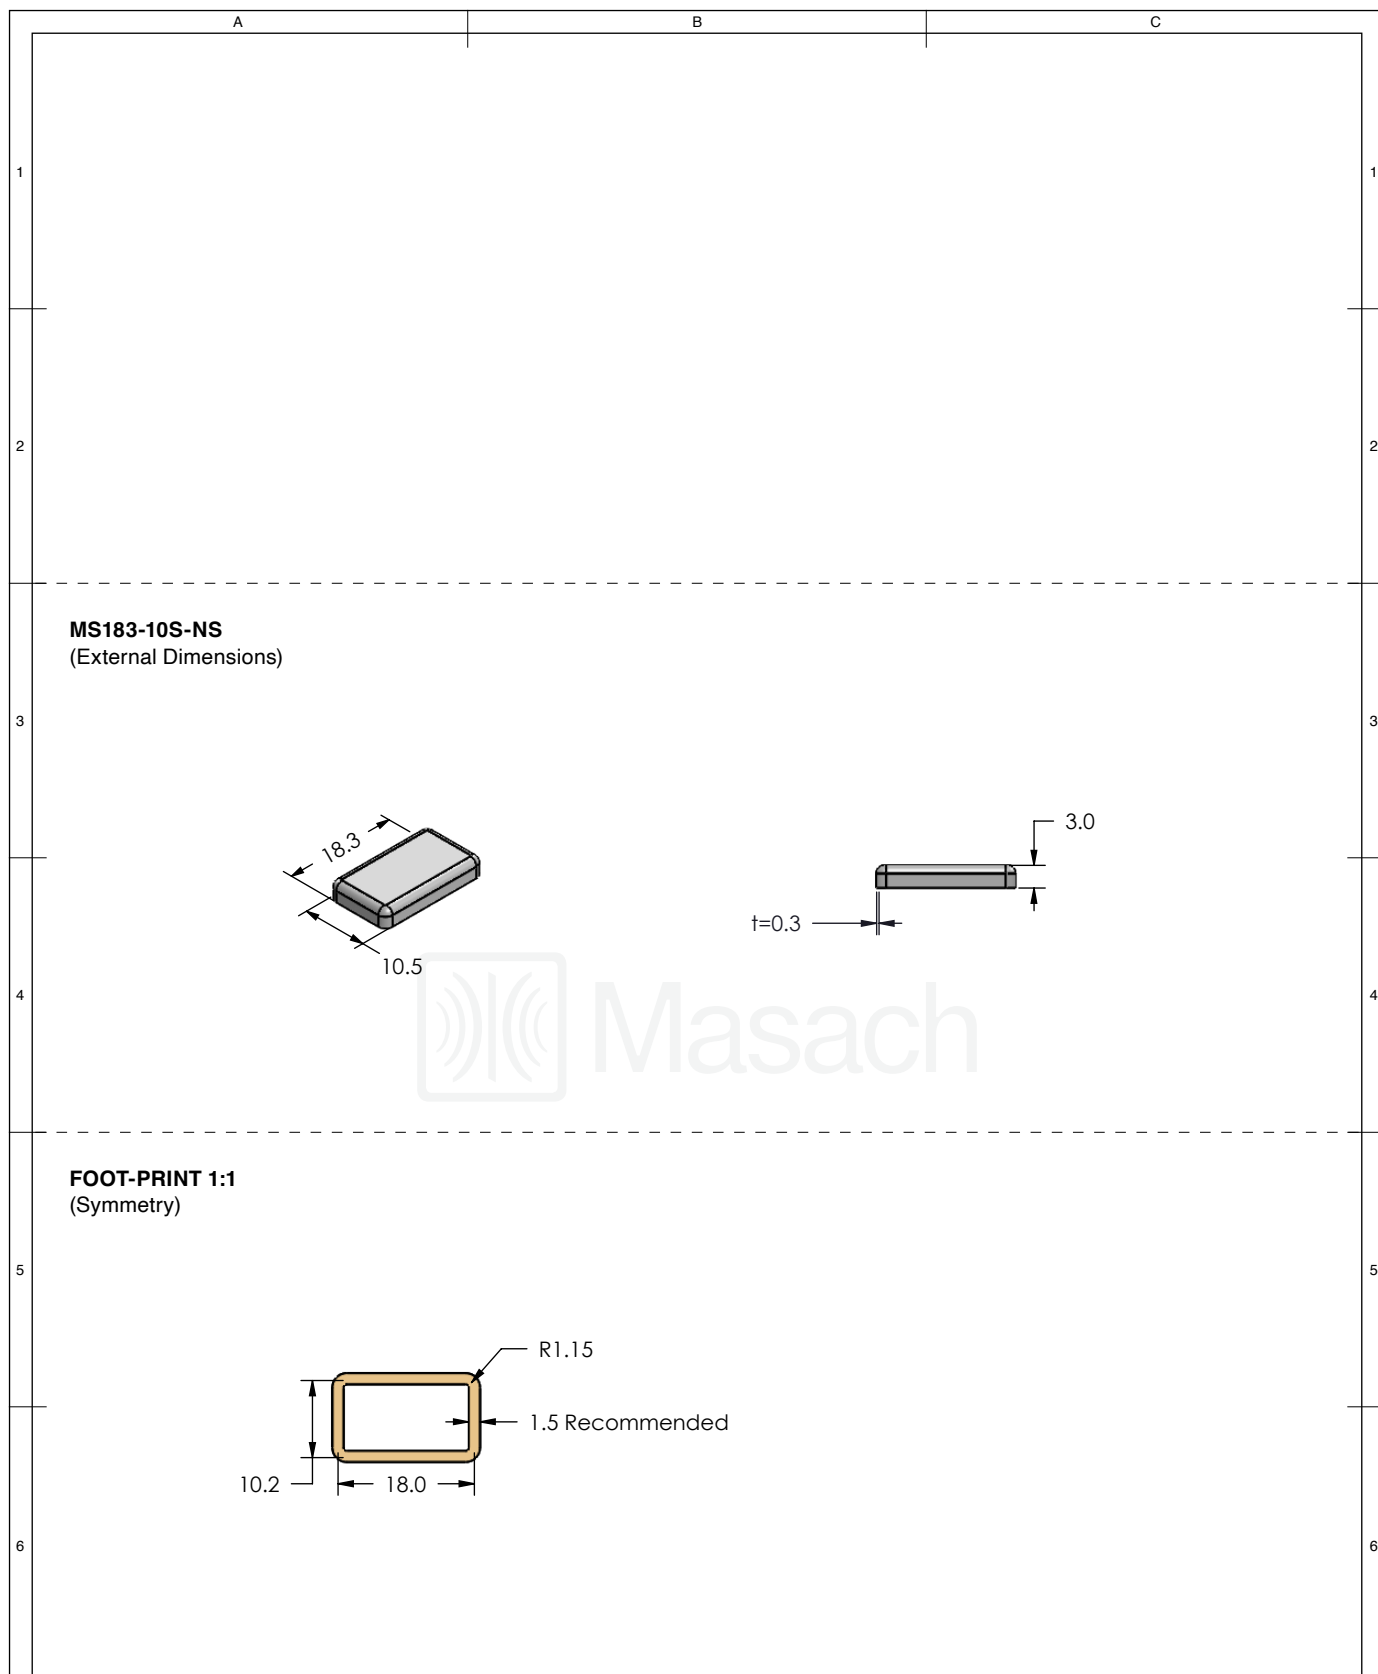 A
B
C
1
1
2
2
MS183-10S-NS
(External Dimensions)
3
3
18.3
10.5
3.0
t=0.3
Masach
4
4
FOOT-PRINT 1:1
(Symmetry)
5
5
R1.15
1.5 Recommended
10.2
18.0
6
6